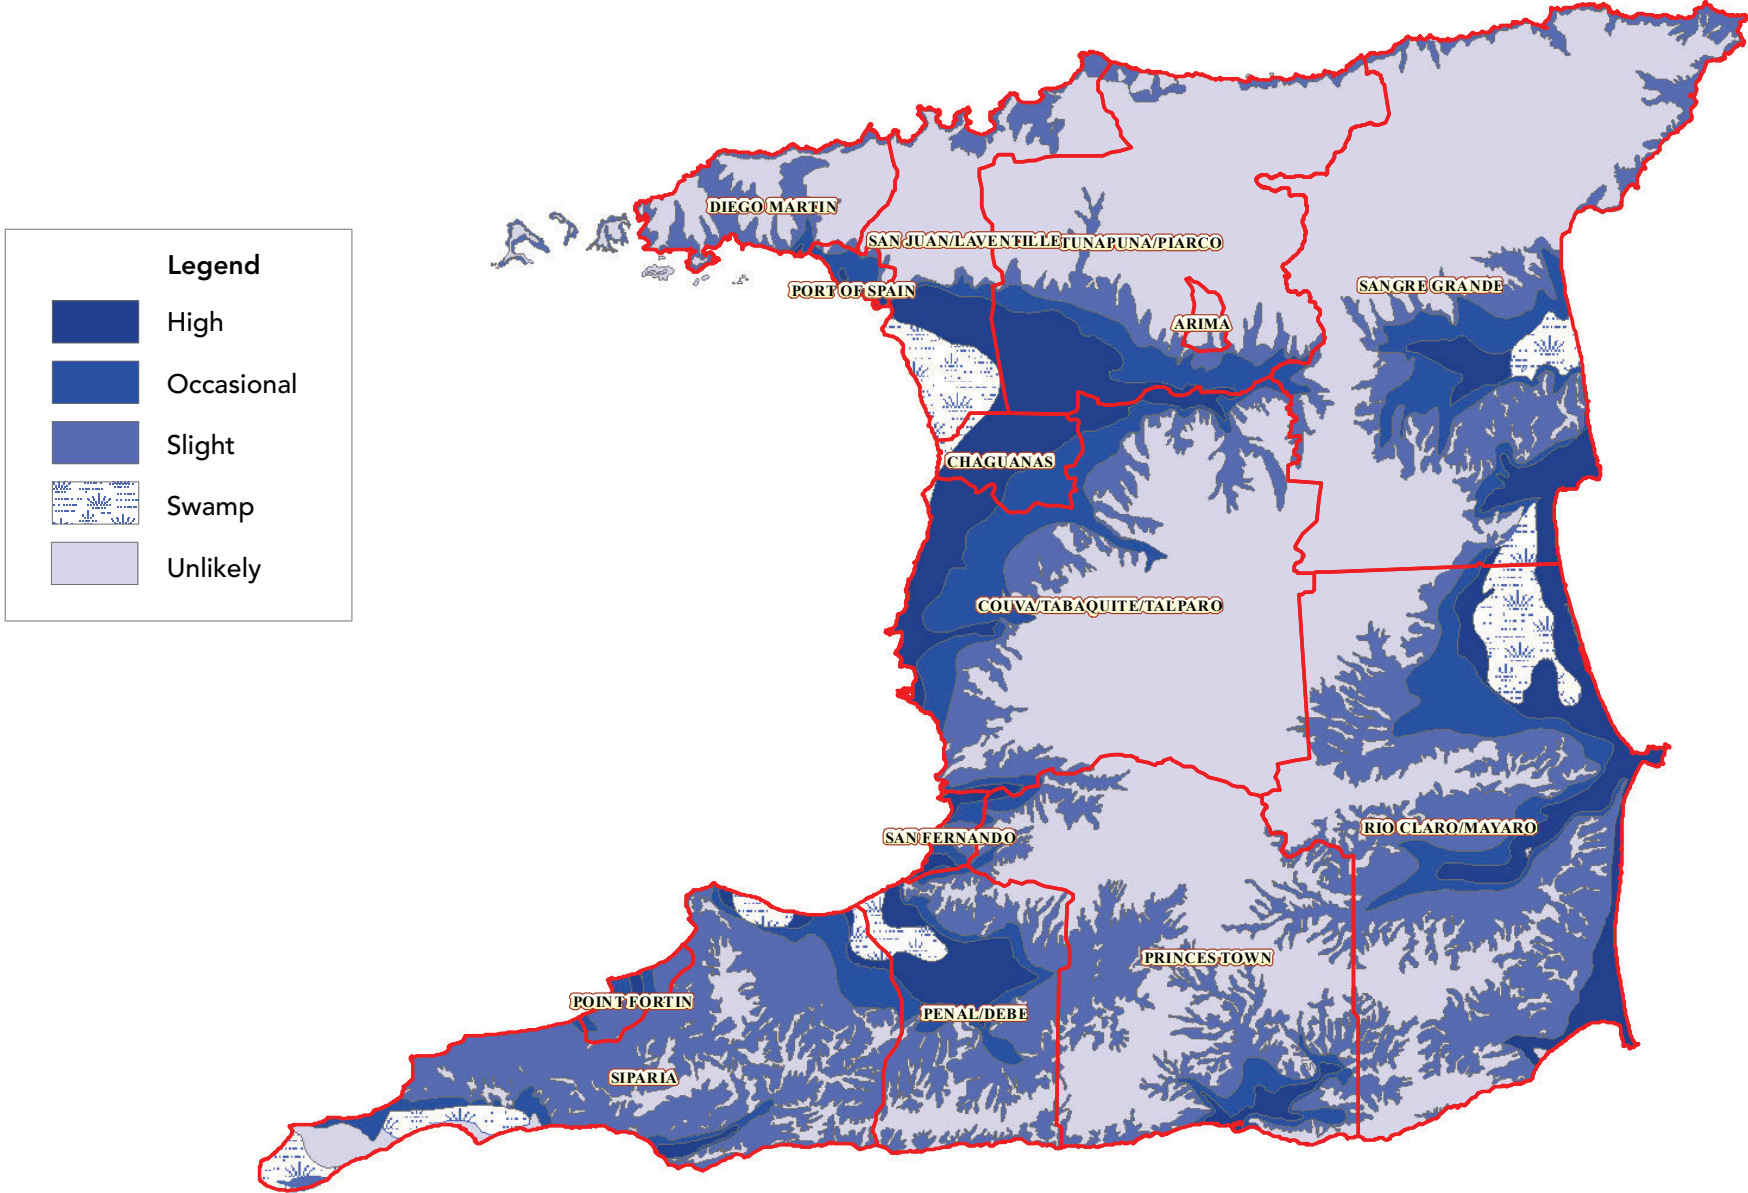 Legend
High
Occasional
Slight
Swamp
Unlikely
DIEGO MARTIN
SAN JUAN/LAVENTILLE
TUNAPUNA/PIARCO
PORT OF SPAIN
SANGRE GRANDE
ARIMA
CHAGUANAS
COUVA/TABAQUITE/TALPARO
SAN FERNANDO
RIO CLARO/MAYARO
PRINCES TOWN
POINT FORTIN
PENAL/DEBE
SIPARIA